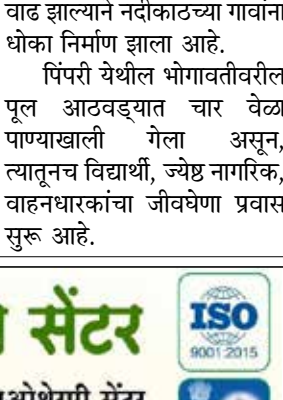 वाढ झाल्याने नदीकाठच्या गावांना
धोका निर्माण झाला आहे.
पिंपरी येथील भोगावतीवरील
पूल आठवड्यात चार वेळा
पाण्याखाली गेला असून,
त्यातूनच विद्यार्थी, ज्येष्ठ नागरिक,
वाहनधारकांचा जीवघेणा प्रवास
सुरू आहे.
सेंटर
ISO
9001:2015
सेंटर